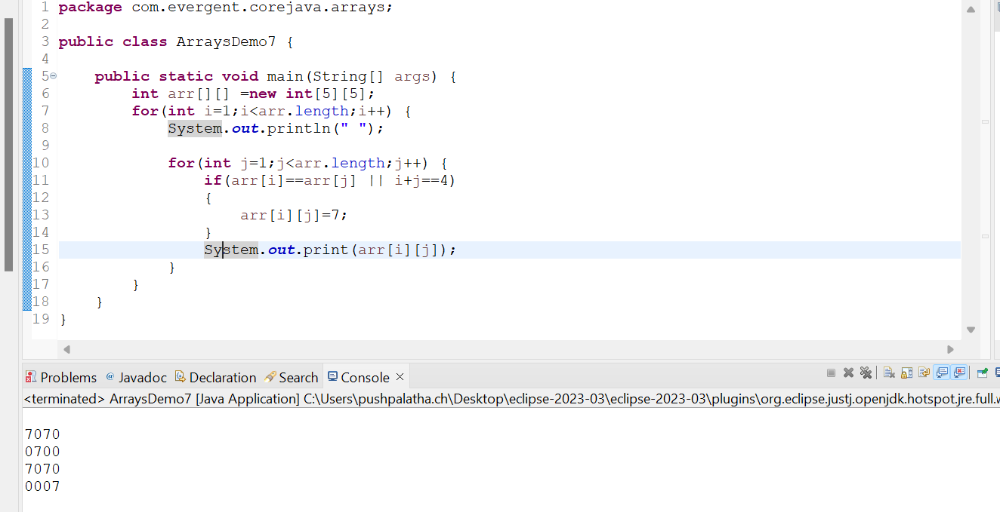 1 package com.evergent.corejava.arrays;
2
3 public class ArraysDemo7 {
4
5     public static void main(String[] args) {
6         int arr[][] =new int[5][5];
7         for(int i=1;i<arr.length;i++) {
8             System.out.println(" ");
9
10             for(int j=1;j<arr.length;j++) {
11                 if(arr[i]==arr[j] || i+j==4)
12                 {
13                     arr[i][j]=7;
14                 }
15                 System.out.print(arr[i][j]);
16             }
17         }
18     }
19 }
Problems @ Javadoc Declaration Search Console
<terminated> ArraysDemo7 [Java Application] C:\Users\pushpalatha.ch\Desktop\eclipse-2023-03\eclipse-2023-03\plugins\org.eclipse.justj.openjdk.hotspot.jre.full.w
7070
0700
7070
0007